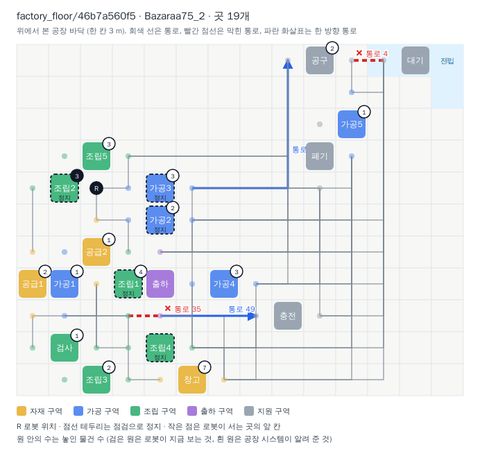 factory_floor/46b7a560f5 · Bazaraa75_2 · 곳 19개
위에서 본 공장 바닥 (한 칸 3 m). 회색 선은 통로, 빨간 점선은 막힌 통로, 파란 화살표는 한 방향 통로
공구 2
✖ 통로 4
대기
전입
가공5 1
통로
폐기
조립5 3
조립2 3
정지
R
가공3 3
정지
가공2 2
정지
공급2 1
공급1 2
가공1 1
조립1 4
정지
출하
가공4 3
✖ 통로 35
통로 49
충전
검사 1
조립4
정지
조립3 2
창고 7
자재 구역
가공 구역
조립 구역
출하 구역
지원 구역
R 로봇 위치 · 점선 테두리는 점검으로 정지 · 작은 점은 로봇이 서는 곳의 앞 칸
원 안의 수는 놓인 물건 수 (검은 원은 로봇이 지금 보는 것, 흰 원은 공장 시스템이 알려 준 것)